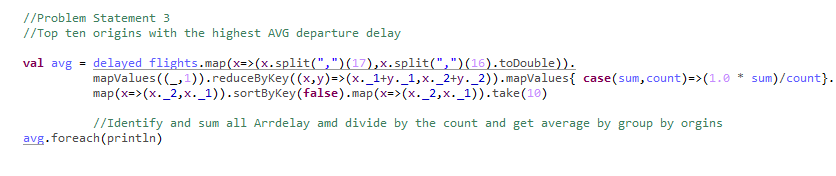 //Problem Statement 3
//Top ten origins with the highest AVG departure delay
val avg = delayed_flights.map(x=>(x.split(",")(17),x.split(",")(16).toDouble)).
mapValues((_,1)).reduceByKey((x,y)=>(x._1+y._1,x._2+y._2)).mapValues{ case(sum,count)=>(1.0 * sum)/count}.
map(x=>(x._2,x._1)).sortByKey(false).map(x=>(x._2,x._1)).take(10)
//Identify and sum all Arrdelay amd divide by the count and get average by group by orgins
avg.foreach(println)